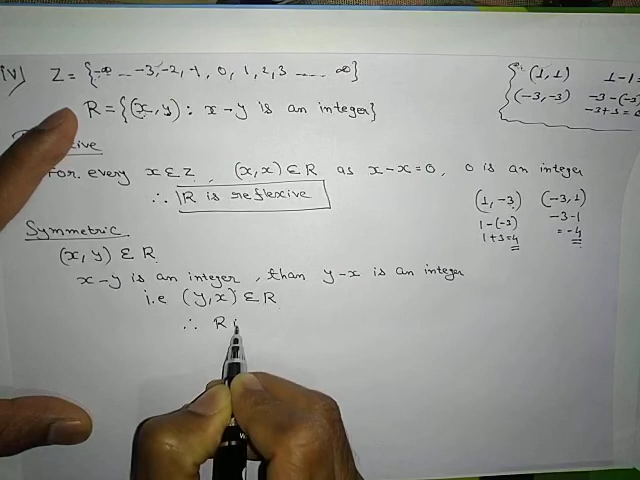 iv) Z = {-∞ ... -3, -2, -1, 0, 1, 2, 3 .... ∞}
R = {(x, y) : x-y is an integer}
For every x ε Z, (x, x) ε R as x-x=0, 0 is an integer
∴ R is reflexive
Symmetric
(x, y) ε R
x-y is an integer, than y-x is an integer
i.e (y, x) ε R
∴ R i
(1, 1) 1-1=
(-3, -3) -3-(-3)
-3+3=0
(1, -3) (-3, 1)
1-(-3) -3-1
1+3=4 = -4